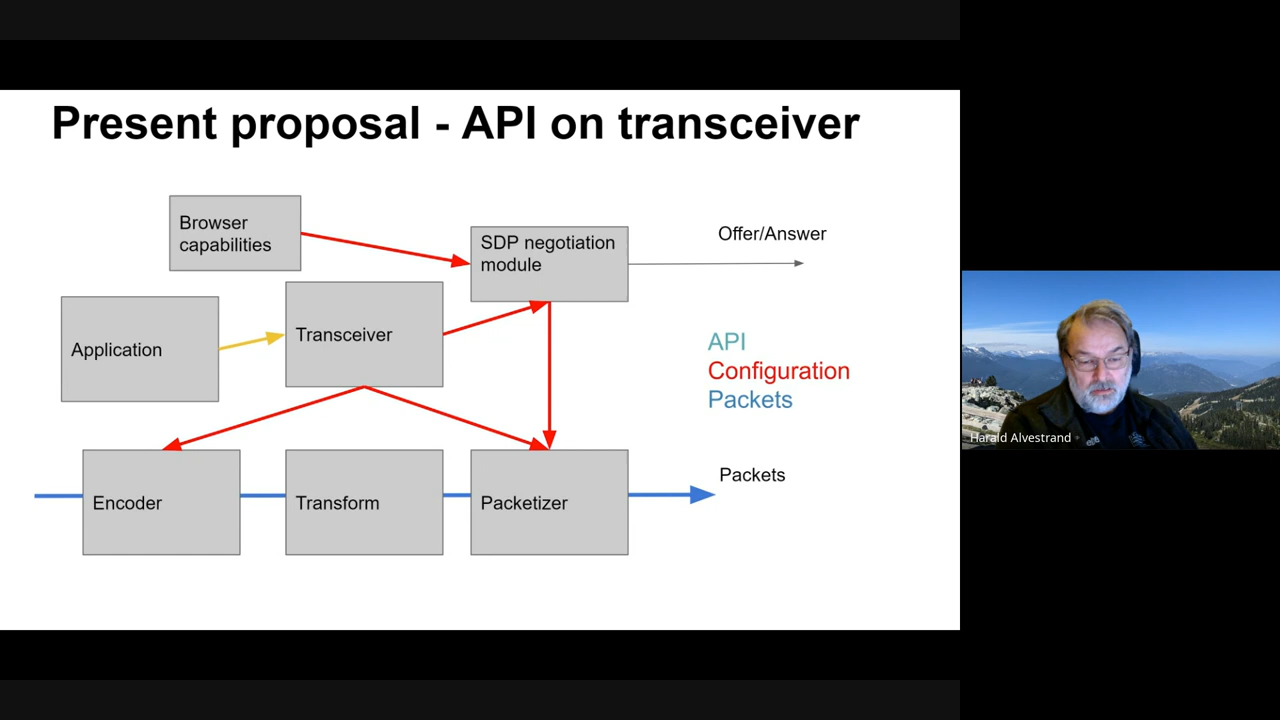 Present proposal - API on transceiver
Browser
capabilities
SDP negotiation
module
Offer/Answer
Application
Transceiver
API
Configuration
Packets
Encoder
Transform
Packetizer
Packets
Harald Alvestrand